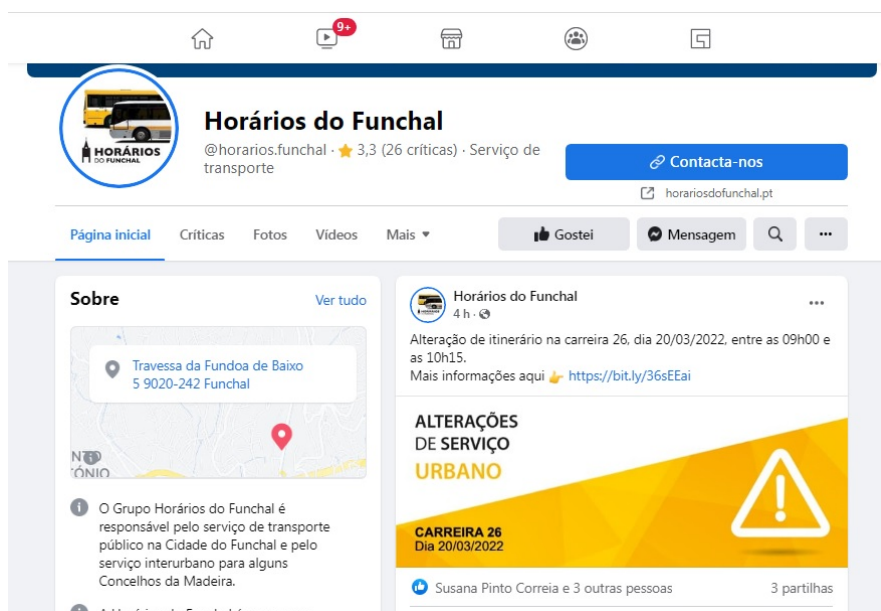 9+
HORÁRIOS
DO FUNCHAL
Horários do Funchal
@horarios.funchal · 3,3 (26 críticas) · Serviço de
transporte
Contacta-nos
horariosdofunchal.pt
Página inicial
Críticas
Fotos
Vídeos
Mais
Gostei
Mensagem
Sobre
Ver tudo
Travessa da Fundoa de Baixo
5 9020-242 Funchal
O Grupo Horários do Funchal é
responsável pelo serviço de transporte
público na Cidade do Funchal e pelo
serviço interurbano para alguns
Concelhos da Madeira.
Horários do Funchal
4 h ·
Alteração de itinerário na carreira 26, dia 20/03/2022, entre as 09h00 e
as 10h15.
Mais informações aqui 👉 https://bit.ly/36sEEai
ALTERAÇÕES
DE SERVIÇO
URBANO
CARREIRA 26
Dia 20/03/2022
Susana Pinto Correia e 3 outras pessoas
3 partilhas